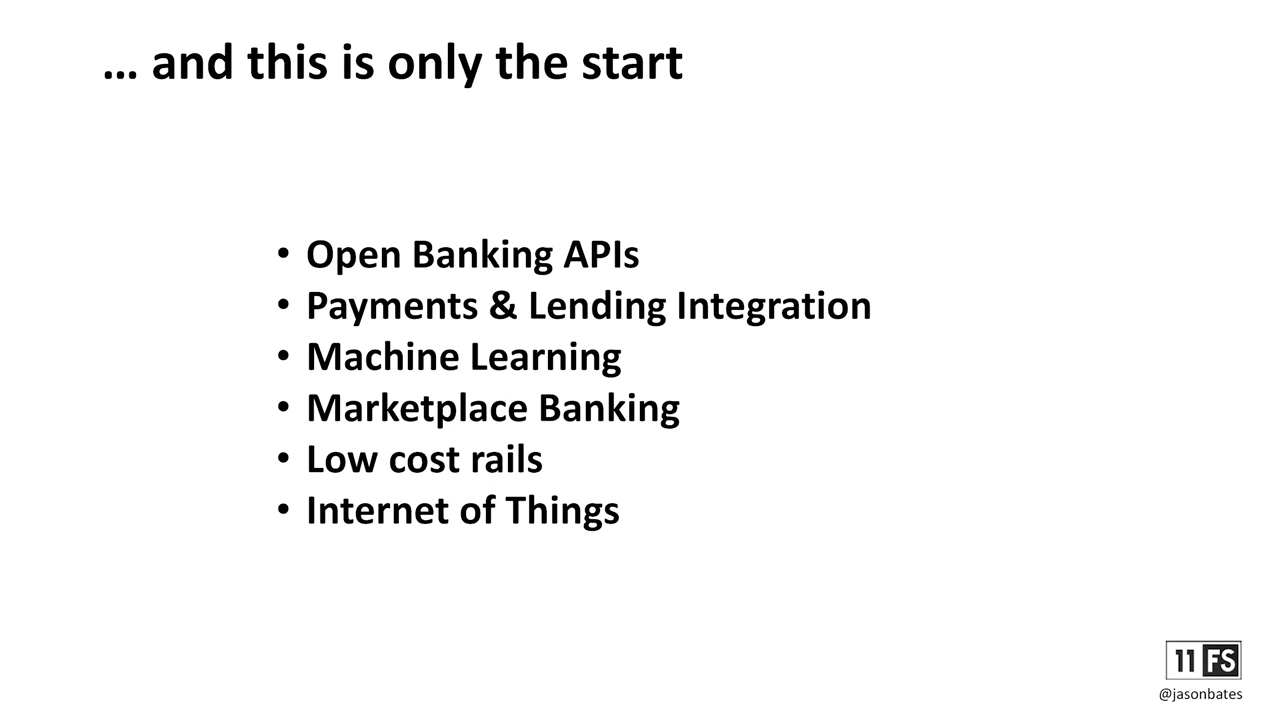 ... and this is only the start
• Open Banking APIs
• Payments & Lending Integration
• Machine Learning
• Marketplace Banking
• Low cost rails
• Internet of Things
11 FS
@jasonbates